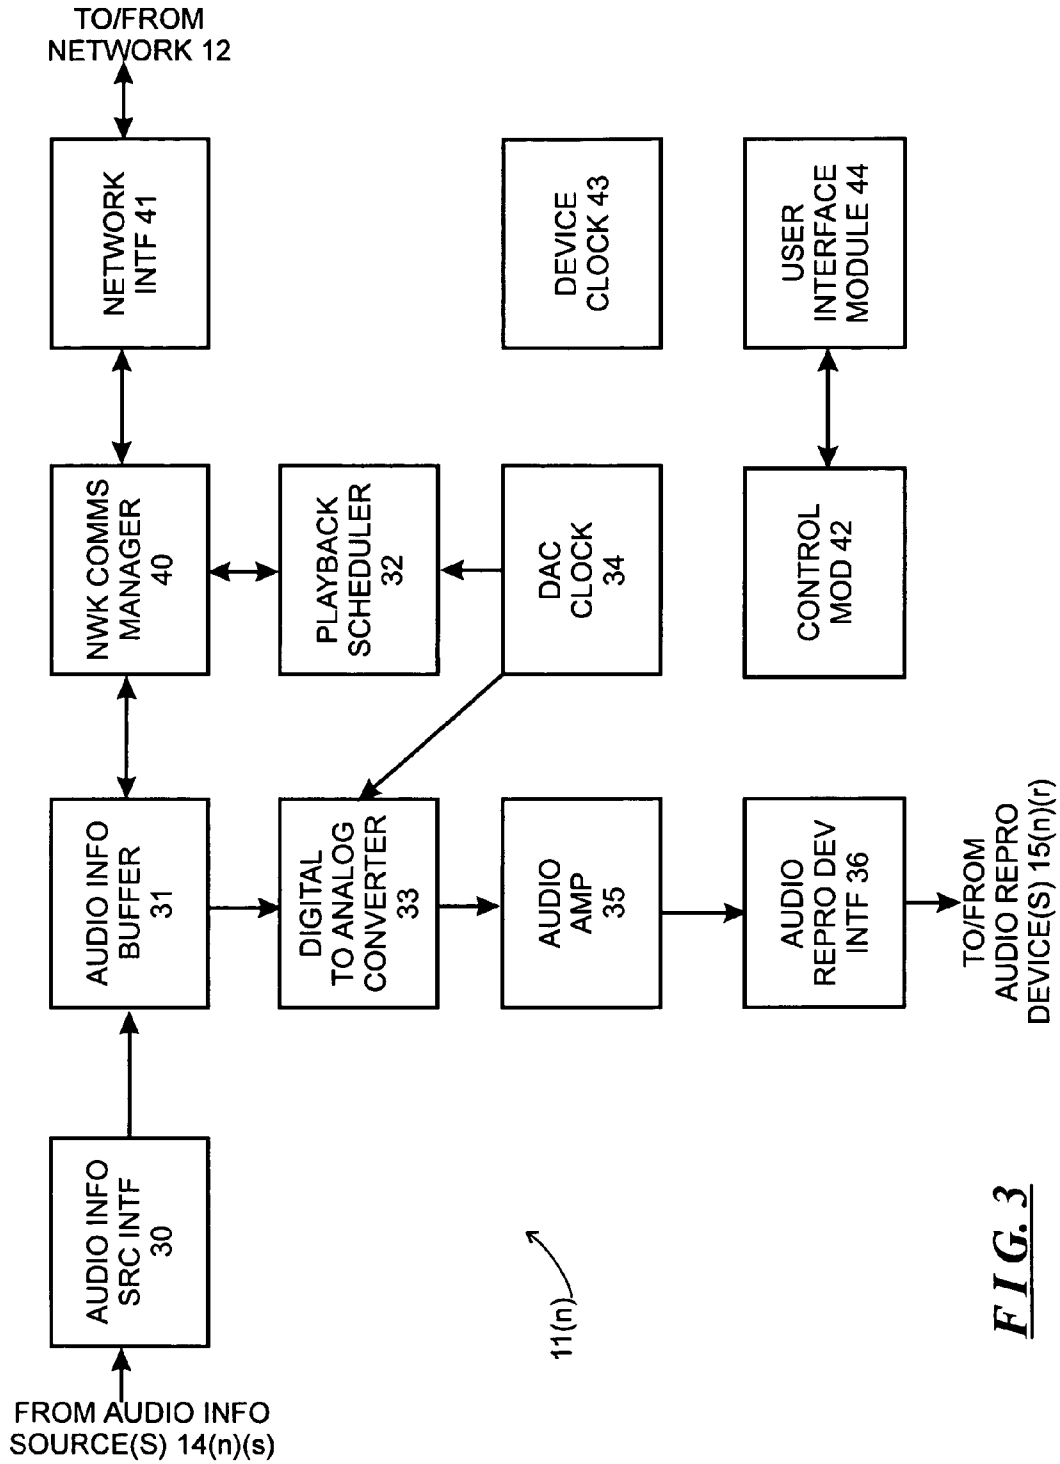 TO/FROM
NETWORK 12
NETWORK
INTF 41
DEVICE
CLOCK 43
USER
INTERFACE
MODULE 44
NWK COMMS
MANAGER
40
PLAYBACK
SCHEDULER
32
DAC
CLOCK
34
CONTROL
MOD 42
AUDIO INFO
BUFFER
31
DIGITAL
TO ANALOG
CONVERTER
33
AUDIO
AMP
35
AUDIO
REPRO DEV
INTF 36
TO/FROM
AUDIO REPRO
DEVICE(S) 15(n)(r)
AUDIO INFO
SRC INTF
30
11(n)
FROM AUDIO INFO
SOURCE(S) 14(n)(s)
FIG. 3